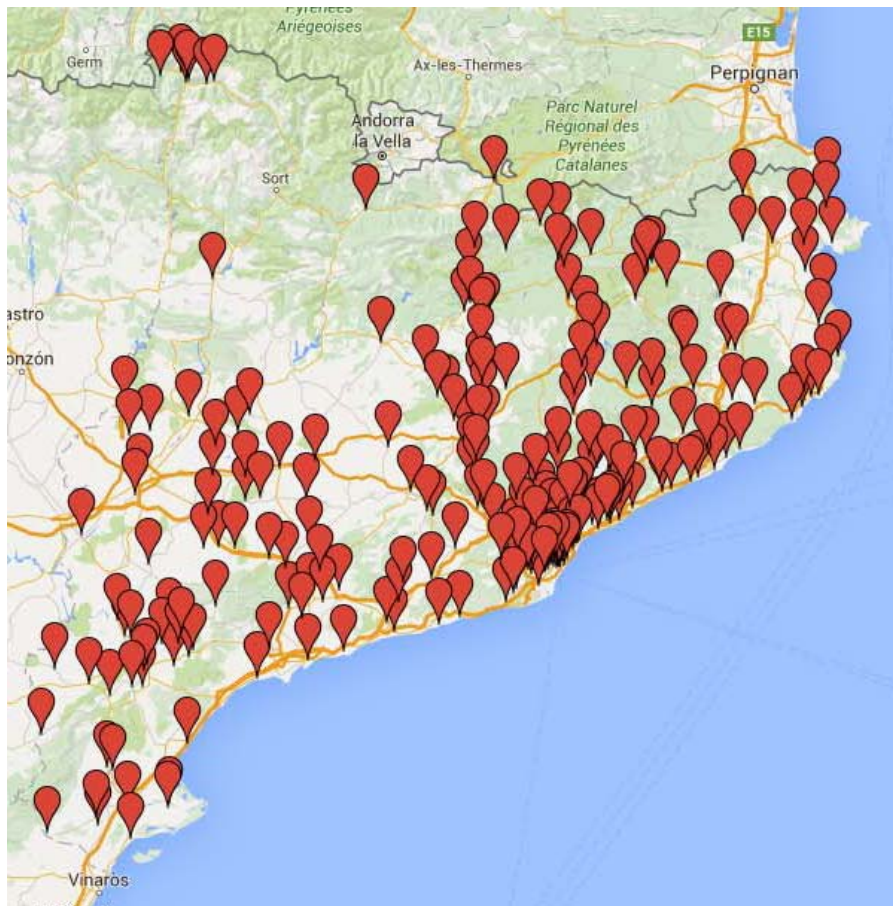 Pyrénées
Ariégeoises
E15
Germ
Ax-les-Thermes
Perpignan
Parc Naturel
Régional des
Pyrénées
Catalanes
Andorra
la Vella
Sort
astro
onzón
Vinaròs